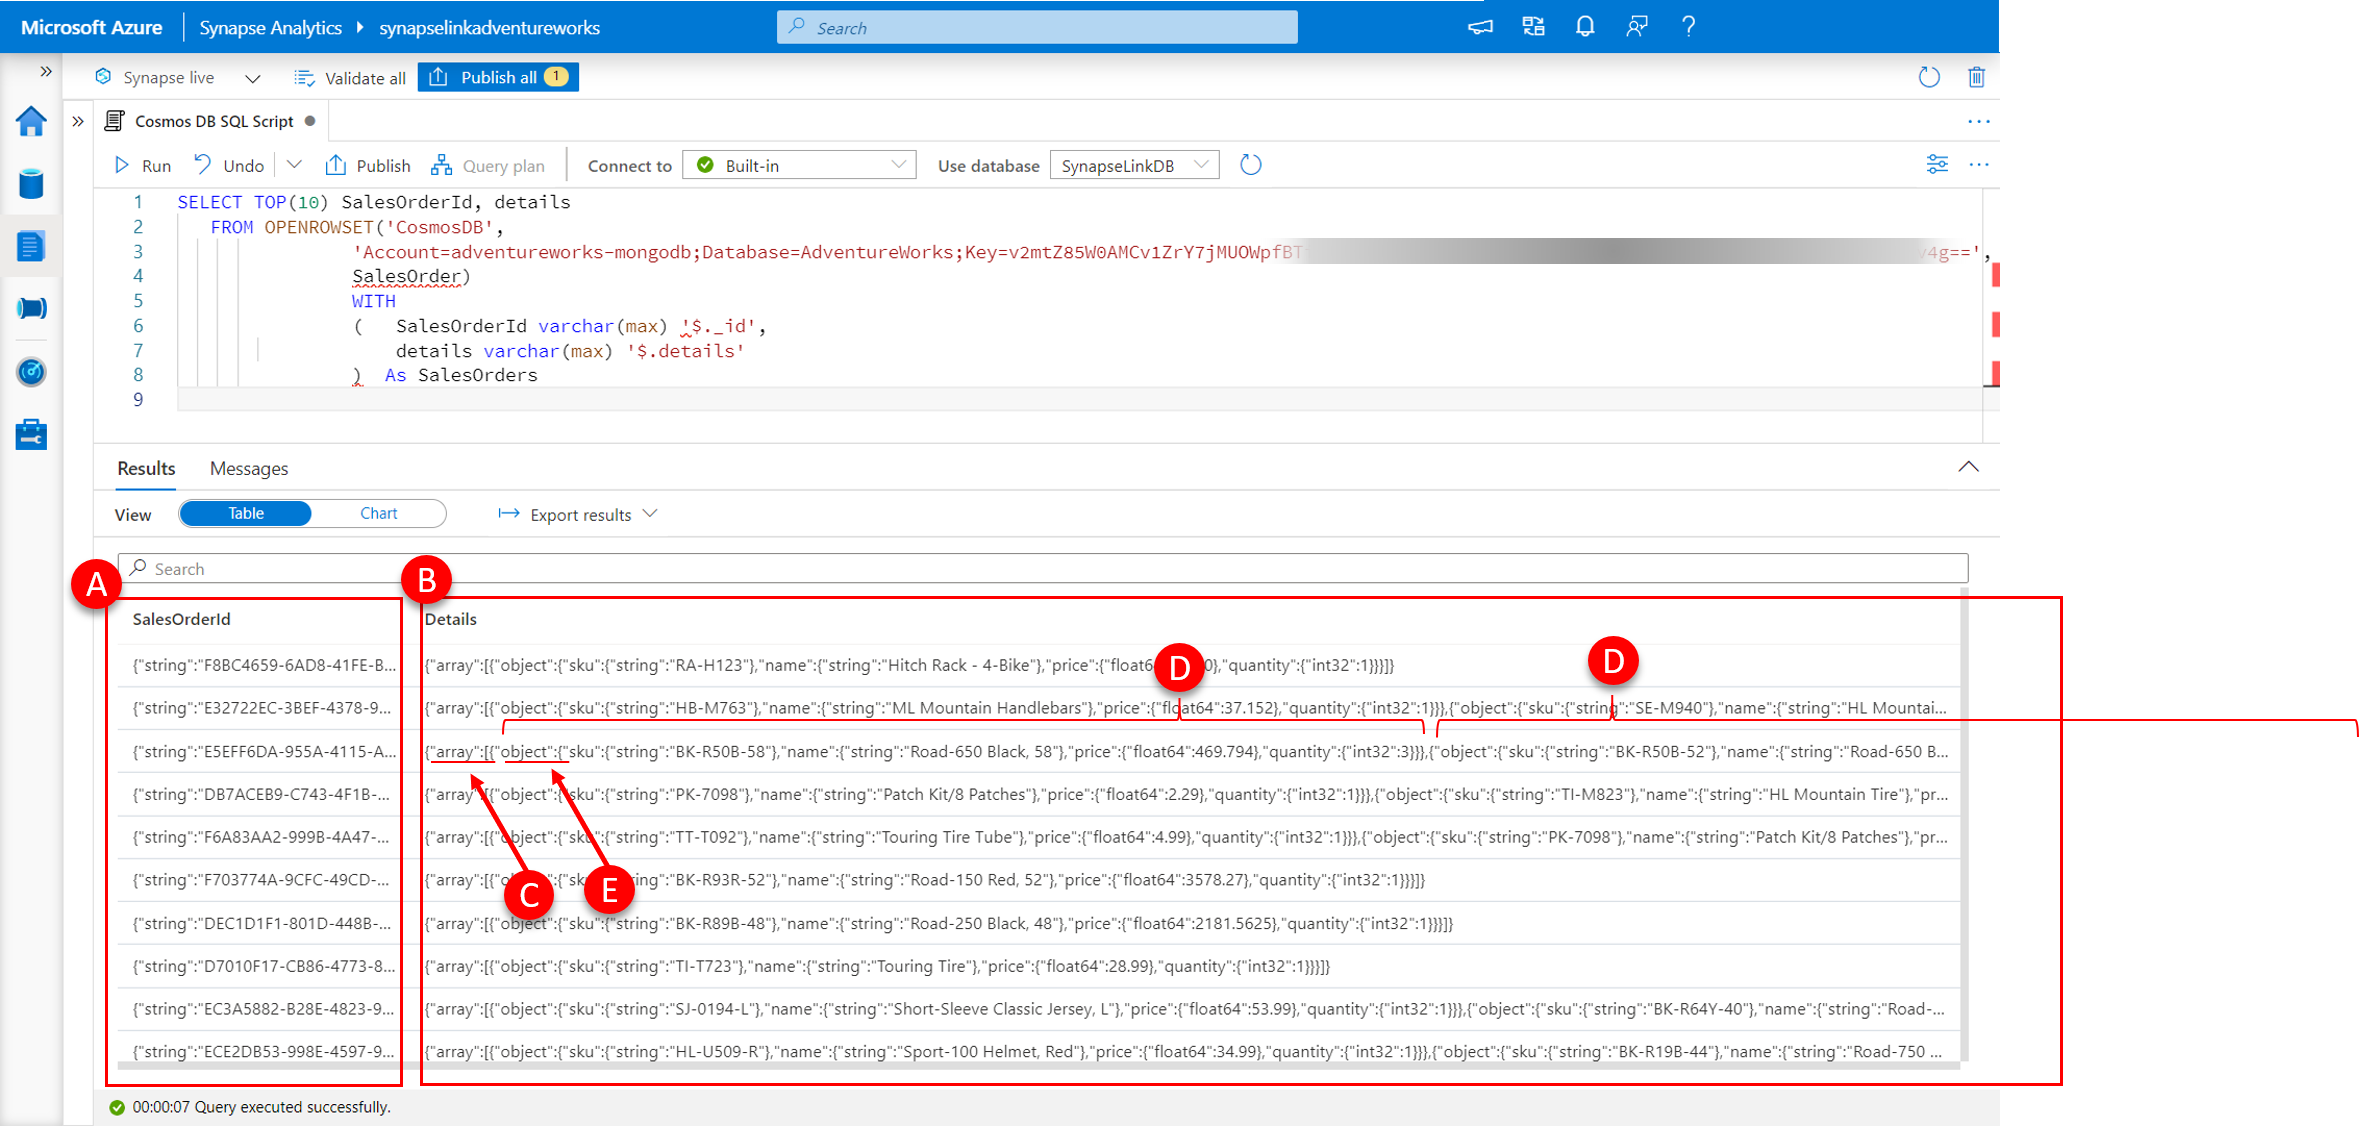 Microsoft Azure Synapse Analytics synapselinkadventureworks Search
Synapse live Validate all Publish all 1
Cosmos DB SQL Script
Run Undo Publish Query plan Connect to Built-in Use database SynapseLinkDB
1 SELECT TOP(10) SalesOrderId, details
2 FROM OPENROWSET('CosmosDB',
3 'Account=adventureworks-mongodb;Database=AdventureWorks;Key=v2mtZ85W0AMCv1ZrY7jMUOWpfBT v4g==',
4 SalesOrder)
5 WITH
6 ( SalesOrderId varchar(max) '$._id',
7 details varchar(max) '$.details'
8 ) As SalesOrders
9
Results Messages
View Table Chart Export results
Search
A B
SalesOrderId Details
{"string":"F8BC4659-6AD8-41FE-B... {"array":[{"object":{"sku":{"string":"RA-H123"},"name":{"string":"Hitch Rack - 4-Bike"},"price":{"float6 0},"quantity":{"int32":1}}}]}
D D
{"string":"E32722EC-3BEF-4378-9... {"array":[{"object":{"sku":{"string":"HB-M763"},"name":{"string":"ML Mountain Handlebars"},"price":{"float64":37.152},"quantity":{"int32":1}}},{"object":{"sku":{"string":"SE-M940"},"name":{"string":"HL Mountai...
{"string":"E5EFF6DA-955A-4115-A... {"array":[{"object":{"sku":{"string":"BK-R50B-58"},"name":{"string":"Road-650 Black, 58"},"price":{"float64":469.794},"quantity":{"int32":3}}},{"object":{"sku":{"string":"BK-R50B-52"},"name":{"string":"Road-650 B...
{"string":"DB7ACEB9-C743-4F1B-... {"array":[{"object":{"sku":{"string":"PK-7098"},"name":{"string":"Patch Kit/8 Patches"},"price":{"float64":2.29},"quantity":{"int32":1}}},{"object":{"sku":{"string":"TI-M823"},"name":{"string":"HL Mountain Tire"},"pr...
{"string":"F6A83AA2-999B-4A47-... {"array":[{"object":{"sku":{"string":"TT-T092"},"name":{"string":"Touring Tire Tube"},"price":{"float64":4.99},"quantity":{"int32":1}}},{"object":{"sku":{"string":"PK-7098"},"name":{"string":"Patch Kit/8 Patches"},"pr...
{"string":"F703774A-9CFC-49CD-... {"array":[{"object":{"sku":{"string":"BK-R93R-52"},"name":{"string":"Road-150 Red, 52"},"price":{"float64":3578.27},"quantity":{"int32":1}}}]}
C E
{"string":"DEC1D1F1-801D-448B-... {"array":[{"object":{"sku":{"string":"BK-R89B-48"},"name":{"string":"Road-250 Black, 48"},"price":{"float64":2181.5625},"quantity":{"int32":1}}}]}
{"string":"D7010F17-CB86-4773-8... {"array":[{"object":{"sku":{"string":"TI-T723"},"name":{"string":"Touring Tire"},"price":{"float64":28.99},"quantity":{"int32":1}}}]}
{"string":"EC3A5882-B28E-4823-9... {"array":[{"object":{"sku":{"string":"SJ-0194-L"},"name":{"string":"Short-Sleeve Classic Jersey, L"},"price":{"float64":53.99},"quantity":{"int32":1}}},{"object":{"sku":{"string":"BK-R64Y-40"},"name":{"string":"Road-...
{"string":"ECE2DB53-998E-4597-9... {"array":[{"object":{"sku":{"string":"HL-U509-R"},"name":{"string":"Sport-100 Helmet, Red"},"price":{"float64":34.99},"quantity":{"int32":1}}},{"object":{"sku":{"string":"BK-R19B-44"},"name":{"string":"Road-750 ...
00:00:07 Query executed successfully.